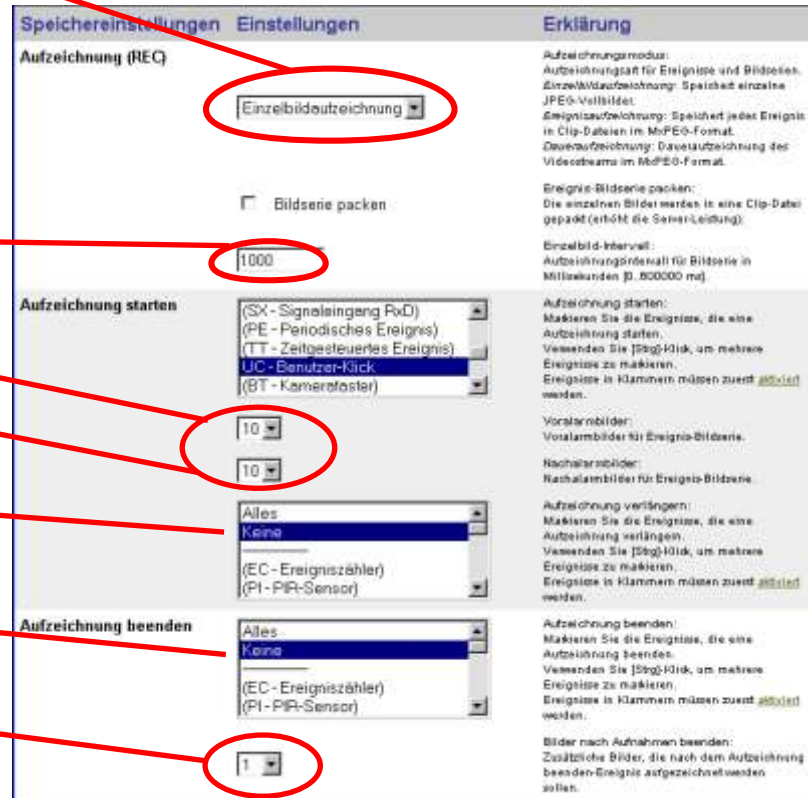 Speichereinstellungen Einstellungen Erklärung
Aufzeichnung (REC)
Einzelbildaufzeichnung
Aufzeichnungsmodus:
Aufzeichnungsart für Ereignisse und Bildserien.
Einzelbildaufzeichnung: Speichert einzelne
JPEG-Vollbilder.
Ereignisaufzeichnung: Speichert jedes Ereignis
in Clip-Dateien im MxPEG-Format.
Daueraufzeichnung: Daueraufzeichnung des
Videostreams im MxPEG-Format.
Bildserie packen
Ereignis-Bildserie packen:
Die einzelnen Bilder werden in eine Clip-Datei
gepackt (erhöht die Server-Leistung).
1000
Einzelbild-Intervall:
Aufzeichnungsintervall für Bildserie in
Millisekunden [0..600000 ms].
Aufzeichnung starten
(SX - Signaleingang RxD)
(PE - Periodisches Ereignis)
(TT - Zeitgesteuertes Ereignis)
UC - Benutzer-Klick
(BT - Kamerataster)
Aufzeichnung starten:
Markieren Sie die Ereignisse, die eine
Aufzeichnung starten.
Verwenden Sie [Strg]-Klick, um mehrere
Ereignisse zu markieren.
Ereignisse in Klammern müssen zuerst aktiviert
werden.
10
Voralarmbilder:
Voralarmbilder für Ereignis-Bildserie.
10
Nachalarmbilder:
Nachalarmbilder für Ereignis-Bildserie.
Alles
Keine
(EC - Ereigniszähler)
(PI - PIR-Sensor)
Aufzeichnung verlängern:
Markieren Sie die Ereignisse, die eine
Aufzeichnung verlängern.
Verwenden Sie [Strg]-Klick, um mehrere
Ereignisse zu markieren.
Ereignisse in Klammern müssen zuerst aktiviert
werden.
Aufzeichnung beenden
Alles
Keine
(EC - Ereigniszähler)
(PI - PIR-Sensor)
Aufzeichnung beenden:
Markieren Sie die Ereignisse, die eine
Aufzeichnung beenden.
Verwenden Sie [Strg]-Klick, um mehrere
Ereignisse zu markieren.
Ereignisse in Klammern müssen zuerst aktiviert
werden.
1
Bilder nach Aufnahmen beenden:
Zusätzliche Bilder, die nach dem Aufzeichnung
beenden-Ereignis aufgezeichnet werden
sollen.